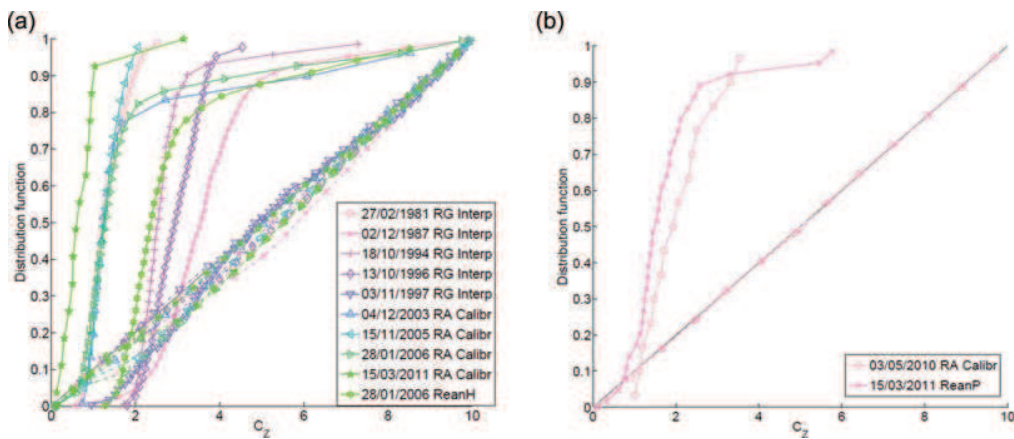 (a)
Distribution function
1
0.9
0.8
0.7
0.6
0.5
0.4
0.3
0.2
0.1
0
0 2 4 6 8 10
C_Z
27/02/1981 RG Interp
02/12/1987 RG Interp
18/10/1994 RG Interp
13/10/1996 RG Interp
03/11/1997 RG Interp
04/12/2003 RA Calibr
15/11/2005 RA Calibr
28/01/2006 RA Calibr
15/03/2011 RA Calibr
28/01/2006 ReanH
(b)
Distribution function
1
0.9
0.8
0.7
0.6
0.5
0.4
0.3
0.2
0.1
0
0 2 4 6 8 10
C_Z
03/05/2010 RA Calibr
15/03/2011 ReanP